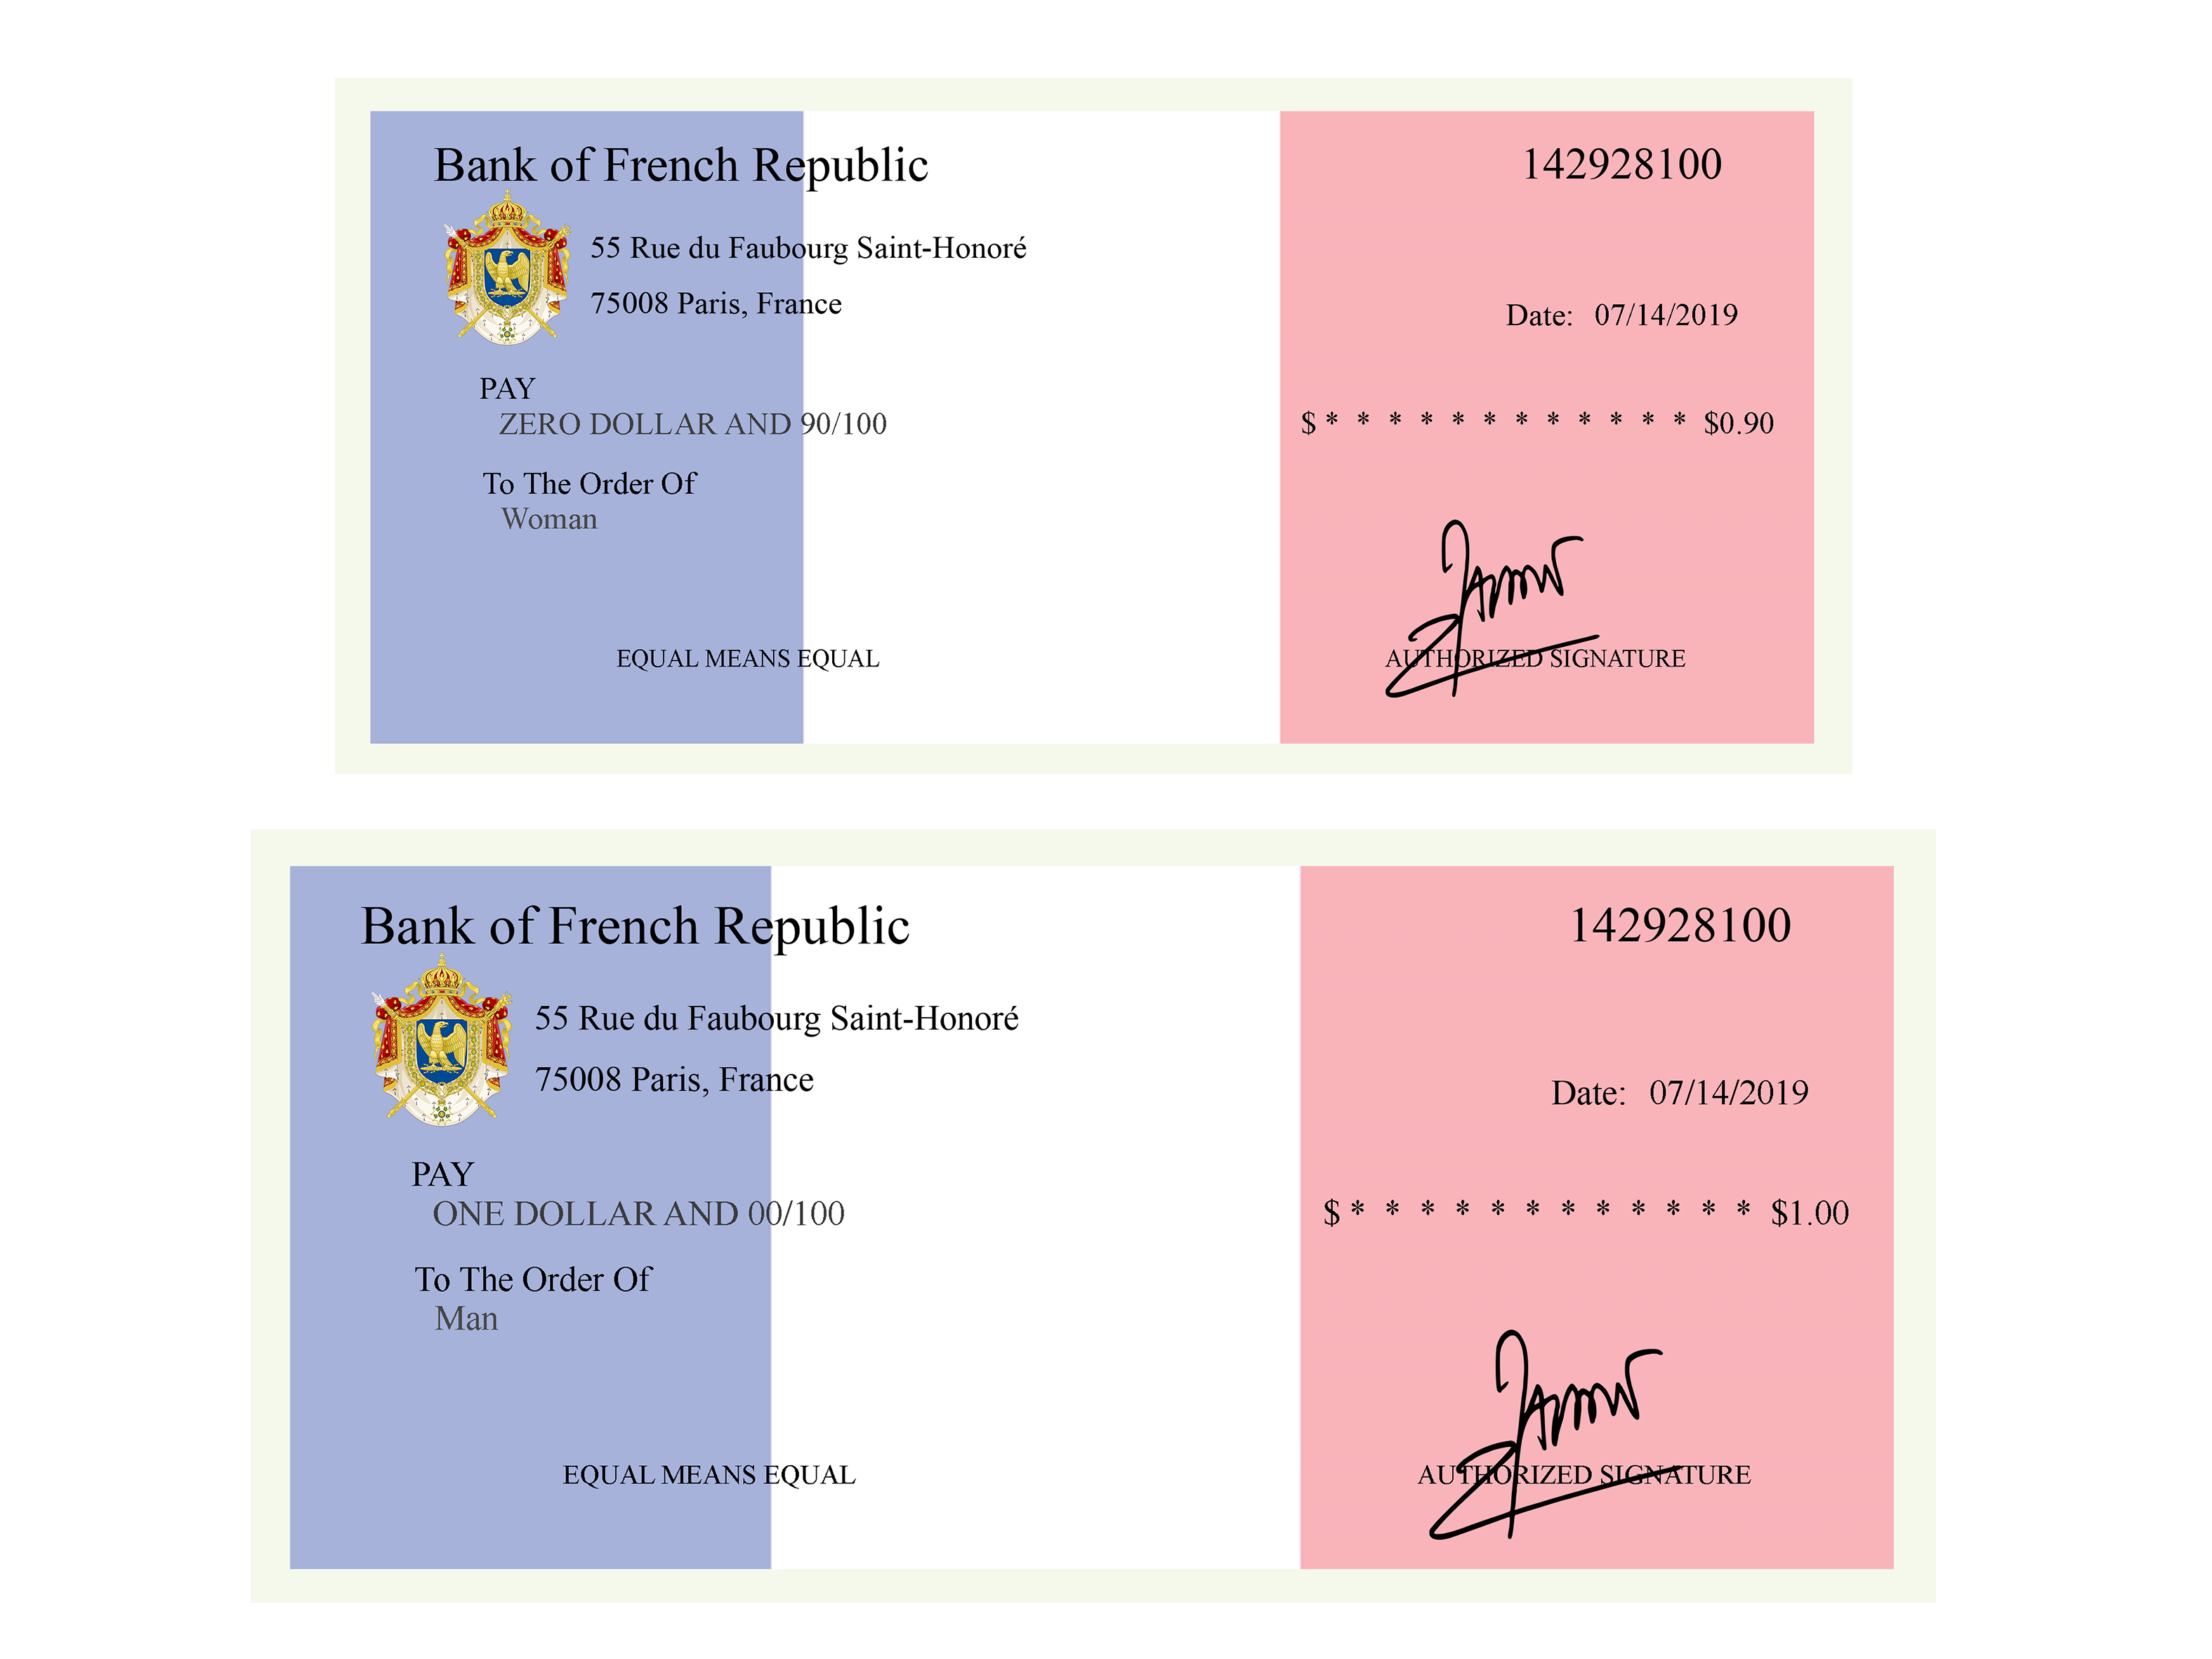 Bank of French Republic
142928100
55 Rue du Faubourg Saint-Honoré
75008 Paris, France
Date: 07/14/2019
PAY
ZERO DOLLAR AND 90/100
$ * * * * * * * * * * * * $0.90
To The Order Of
Woman
EQUAL MEANS EQUAL
AUTHORIZED SIGNATURE
Bank of French Republic
142928100
55 Rue du Faubourg Saint-Honoré
75008 Paris, France
Date: 07/14/2019
PAY
ONE DOLLAR AND 00/100
$ * * * * * * * * * * * * $1.00
To The Order Of
Man
EQUAL MEANS EQUAL
AUTHORIZED SIGNATURE